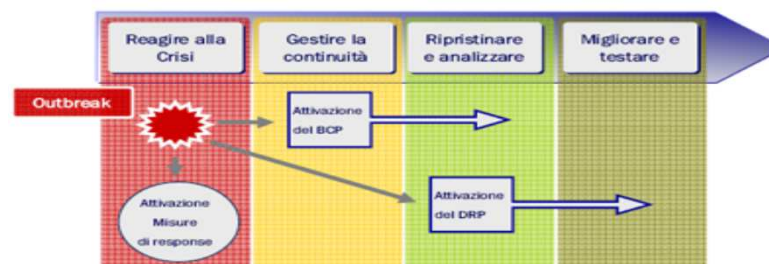 Reagire alla
Crisi
Gestire la
continuità
Ripristinare
e analizzare
Migliorare e
testare
Outbreak
Attivazione
del BCP
Attivazione
Misure
di response
Attivazione
del DRP